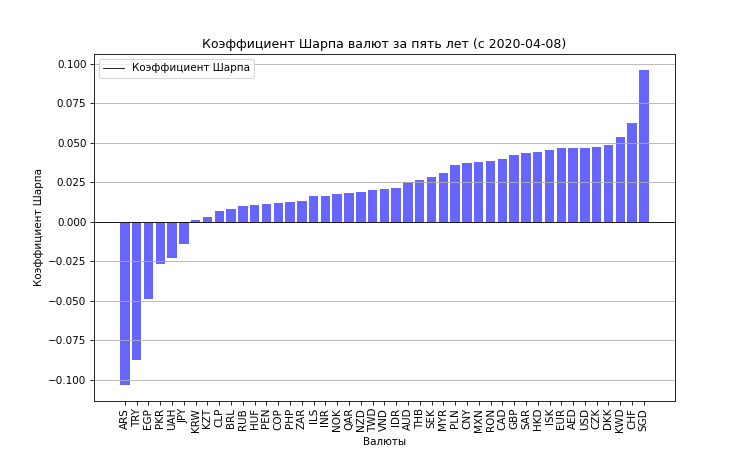 Коэффициент Шарпа валют за пять лет (с 2020-04-08)
Коэффициент Шарпа
0.100
0.075
0.050
0.025
0.000
−0.025
−0.050
−0.075
−0.100
Коэффициент Шарпа
ARS TRY EGP PKR UAH JPY KRW KZT CLP BRL RUB HUF PEN COP PHP ZAR ILS INR NOK QAR NZD TWD VND IDR AUD THB SEK MYR PLN CNY MXN RON CAD GBP SAR HKD ISK EUR AED USD CZK DKK KWD CHF SGD
Валюты